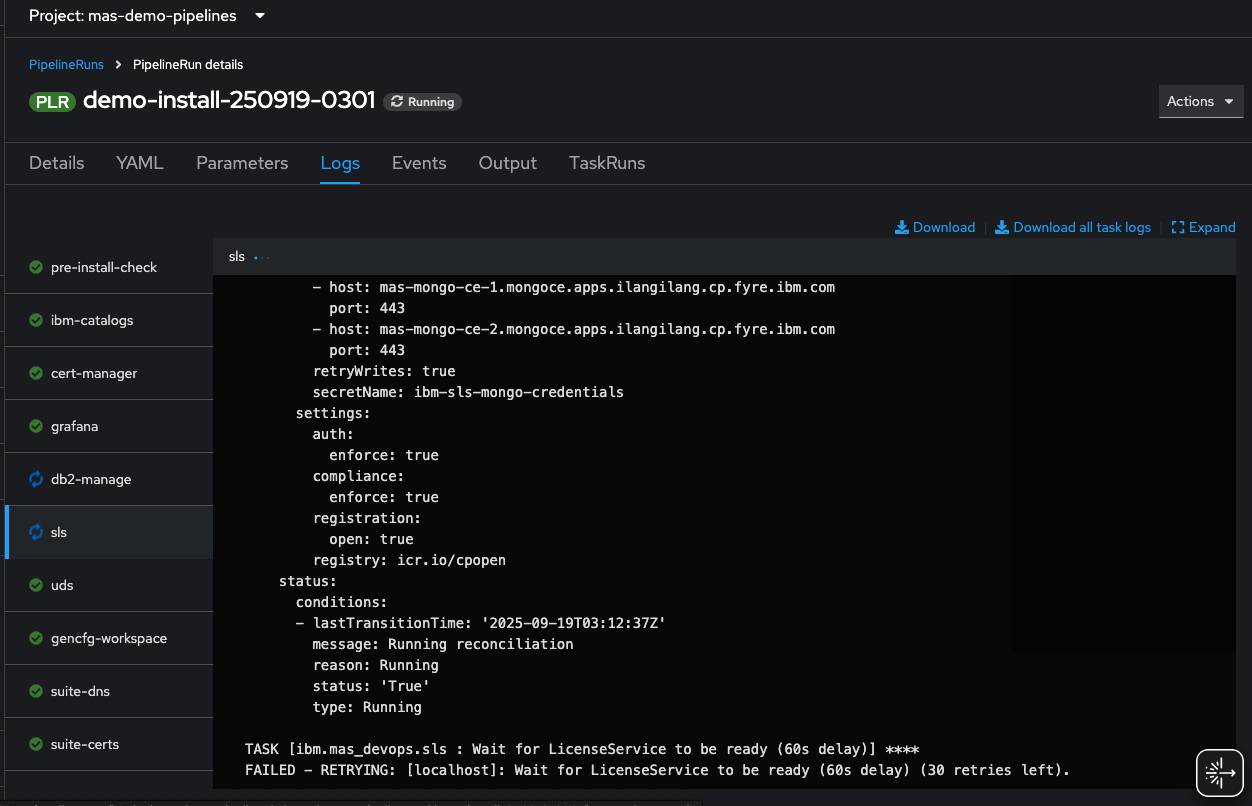 Project: mas-demo-pipelines
PipelineRuns > PipelineRun details
PLR demo-install-250919-0301 Running
Actions
Details YAML Parameters Logs Events Output TaskRuns
Download | Download all task logs | Expand
pre-install-check
ibm-catalogs
cert-manager
grafana
db2-manage
sls
uds
gencfg-workspace
suite-dns
suite-certs
sls
- host: mas-mongo-ce-1.mongoce.apps.ilangilang.cp.fyre.ibm.com
port: 443
- host: mas-mongo-ce-2.mongoce.apps.ilangilang.cp.fyre.ibm.com
port: 443
retryWrites: true
secretName: ibm-sls-mongo-credentials
settings:
auth:
enforce: true
compliance:
enforce: true
registration:
open: true
registry: icr.io/cpopen
status:
conditions:
- lastTransitionTime: '2025-09-19T03:12:37Z'
message: Running reconciliation
reason: Running
status: 'True'
type: Running
TASK [ibm.mas_devops.sls : Wait for LicenseService to be ready (60s delay)] ****
FAILED - RETRYING: [localhost]: Wait for LicenseService to be ready (60s delay) (30 retries left).